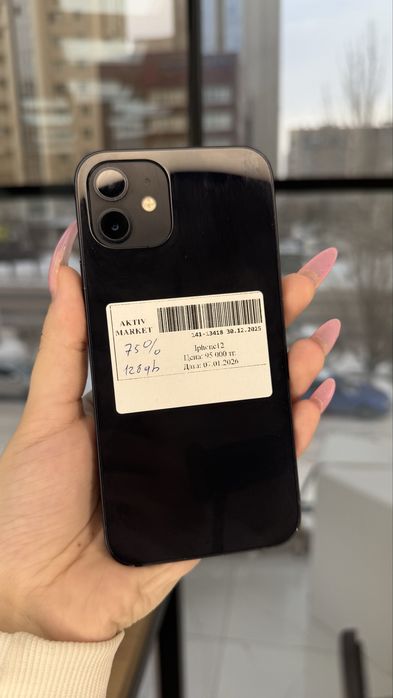 AKTIV
MARKET
141-13418 30.12.2025
75%
128gb
Iphone12
Цена: 95 000 тг.
Дата: 07.01.2026